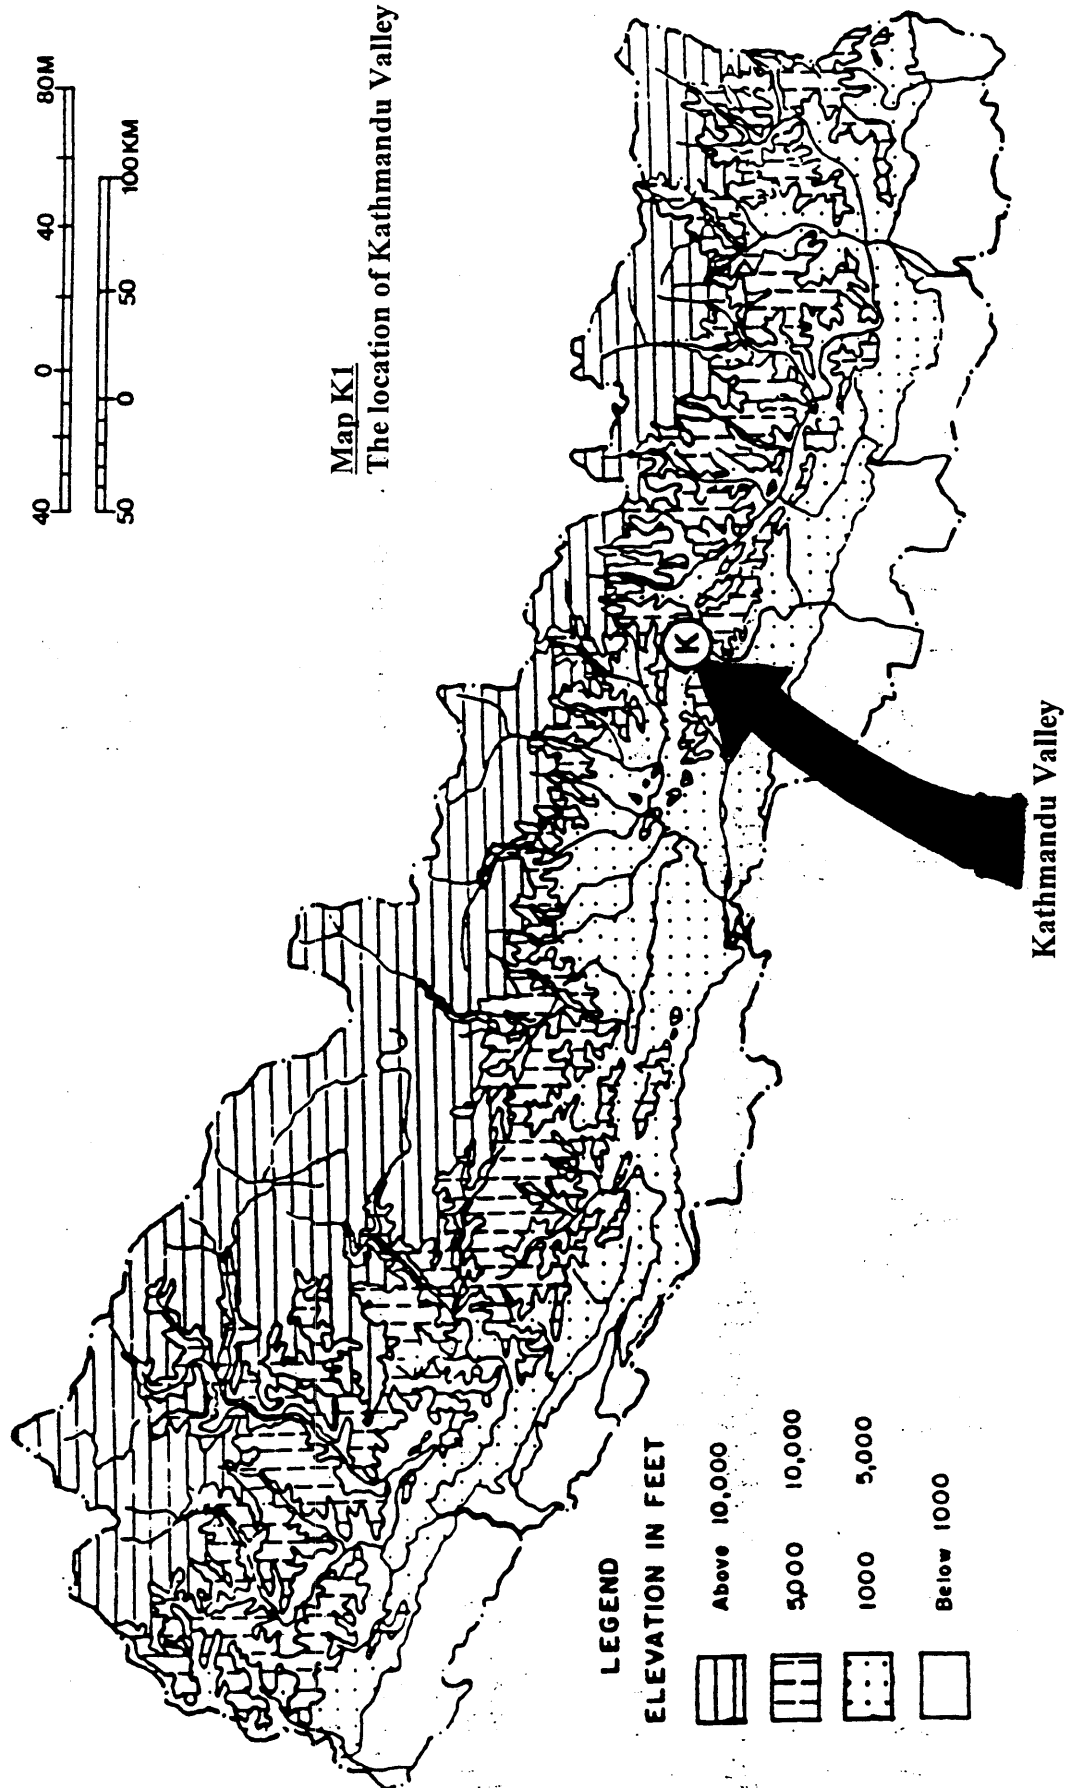 40 0 40 80M
50 0 50 100KM
Map K1
The location of Kathmandu Valley
K
Kathmandu Valley
LEGEND
ELEVATION IN FEET
Above 10,000
5,000 10,000
1000 5,000
Below 1000